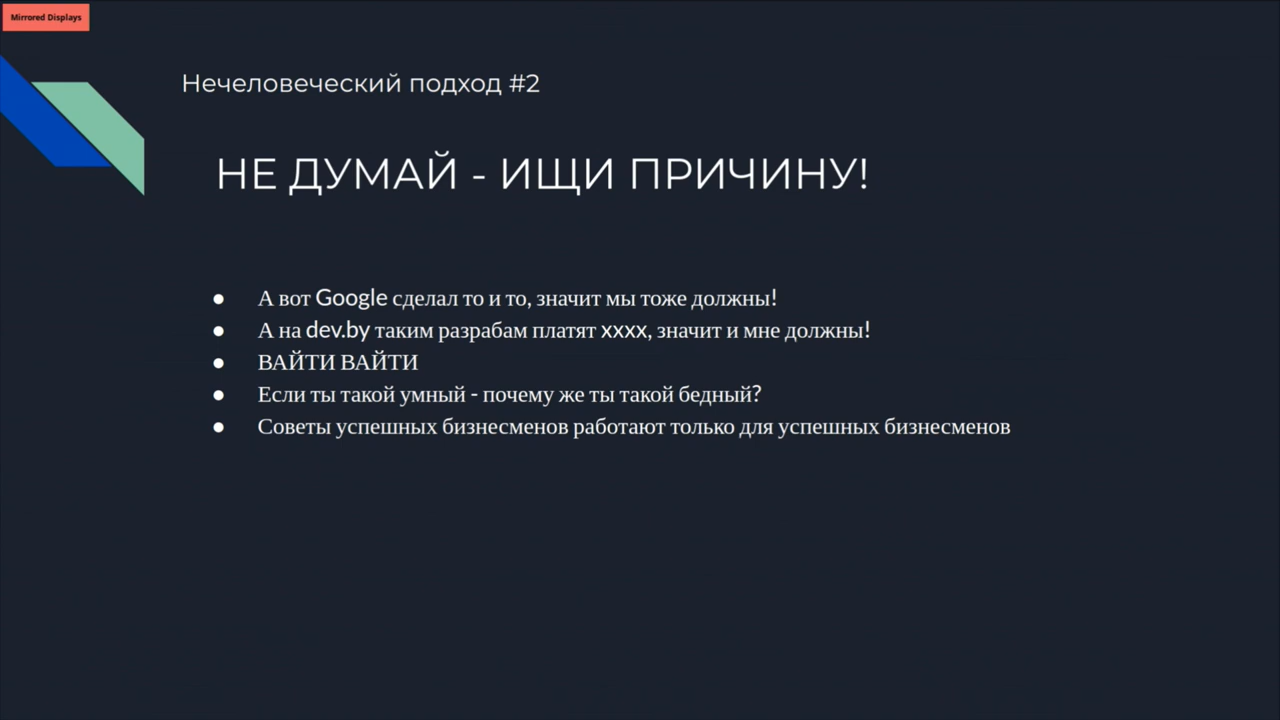 Mirrored Displays
Нечеловеческий подход #2
НЕ ДУМАЙ - ИЩИ ПРИЧИНУ!
● А вот Google сделал то и то, значит мы тоже должны!
● А на dev.by таким разрабам платят xxxx, значит и мне должны!
● ВАЙТИ ВАЙТИ
● Если ты такой умный - почему же ты такой бедный?
● Советы успешных бизнесменов работают только для успешных бизнесменов